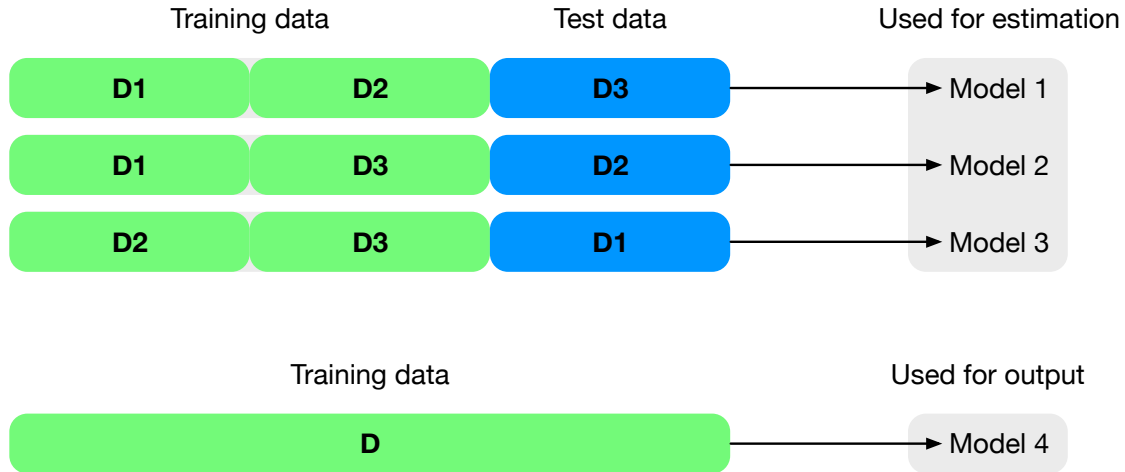 Training data Test data Used for estimation
D1 D2 D3 Model 1
D1 D3 D2 Model 2
D2 D3 D1 Model 3
Training data Used for output
D Model 4